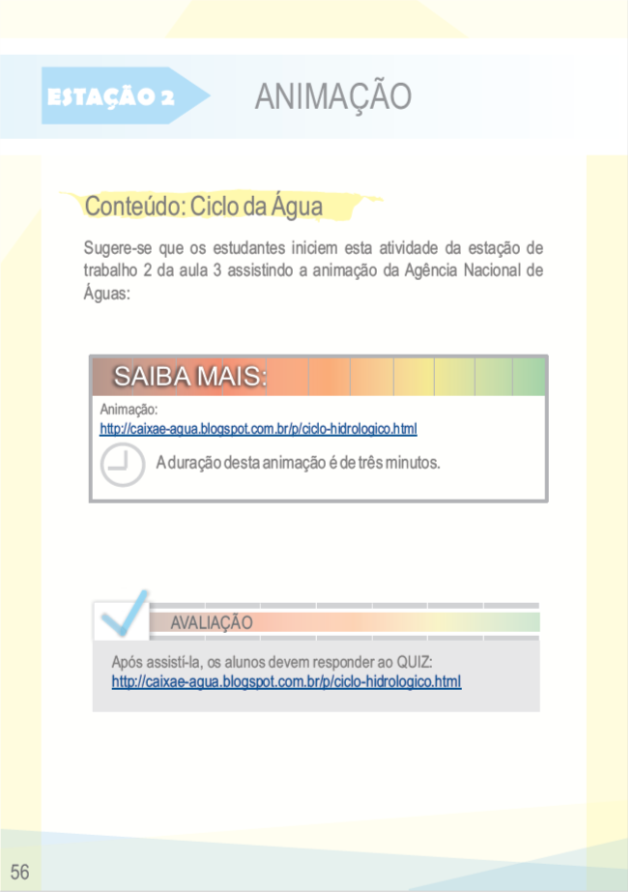 ESTAÇÃO 2
ANIMAÇÃO
Conteúdo: Ciclo da Água
Sugere-se que os estudantes iniciem esta atividade da estação de
trabalho 2 da aula 3 assistindo a animação da Agência Nacional de
Águas:
SAIBA MAIS:
Animação:
http://caixae-agua.blogspot.com.br/p/ciclo-hidrologico.html
A duração desta animação é de três minutos.
AVALIAÇÃO
Após assistí-la, os alunos devem responder ao QUIZ:
http://caixae-agua.blogspot.com.br/p/ciclo-hidrologico.html
56